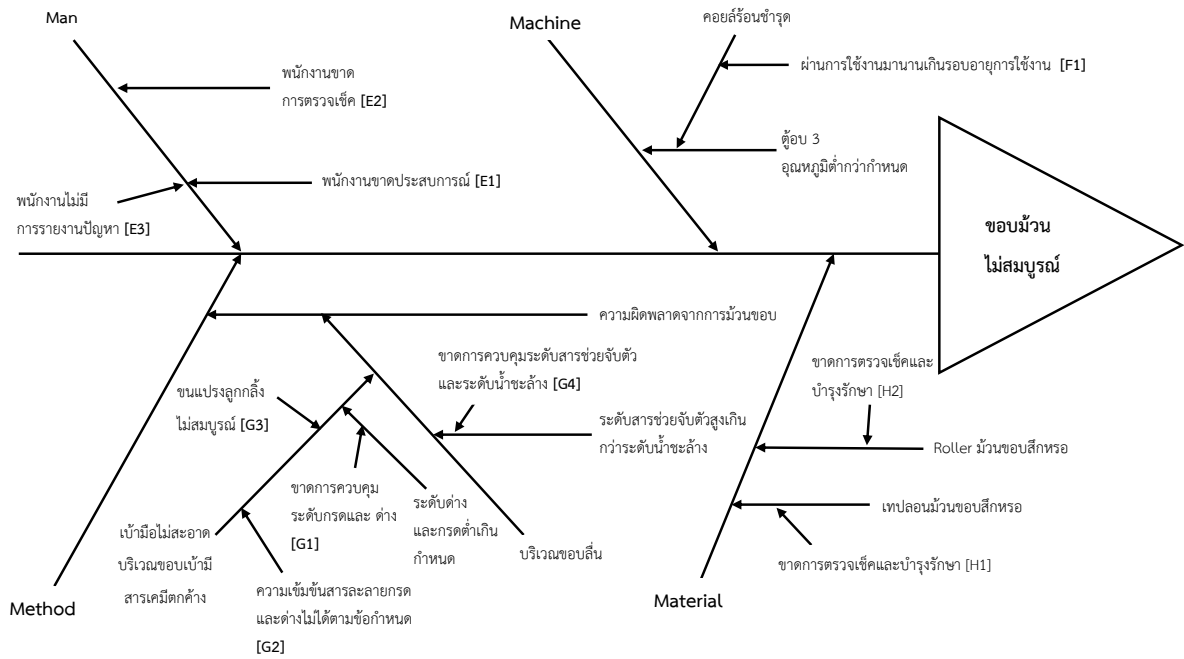 Man
พนักงานขาด
การตรวจเช็ค [E2]
พนักงานขาดประสบการณ์ [E1]
พนักงานไม่มี
การรายงานปัญหา [E3]
Machine
คอยล์ร้อนชำรุด
ผ่านการใช้งานมานานเกินรอบอายุการใช้งาน [F1]
ตู้อบ 3
อุณหภูมิต่ำกว่ากำหนด
ขอบม้วน
ไม่สมบูรณ์
ความผิดพลาดจากการม้วนขอบ
ขาดการควบคุมระดับสารช่วยจับตัว
และระดับน้ำชะล้าง [G4]
ขนแปรงลูกกลิ้ง
ไม่สมบูรณ์ [G3]
ระดับสารช่วยจับตัวสูงเกิน
กว่าระดับน้ำชะล้าง
ขาดการควบคุม
ระดับกรดและ ด่าง
[G1]
ระดับด่าง
และกรดต่ำเกิน
กำหนด
บริเวณขอบลื่น
เบ้ามือไม่สะอาด
บริเวณขอบเบ้ามี
สารเคมีตกค้าง
ความเข้มข้นสารละลายกรด
และด่างไม่ได้ตามข้อกำหนด
[G2]
Method
ขาดการตรวจเช็คและ
บำรุงรักษา [H2]
Roller ม้วนขอบสึกหรอ
เทปลอนม้วนขอบสึกหรอ
ขาดการตรวจเช็คและบำรุงรักษา [H1]
Material